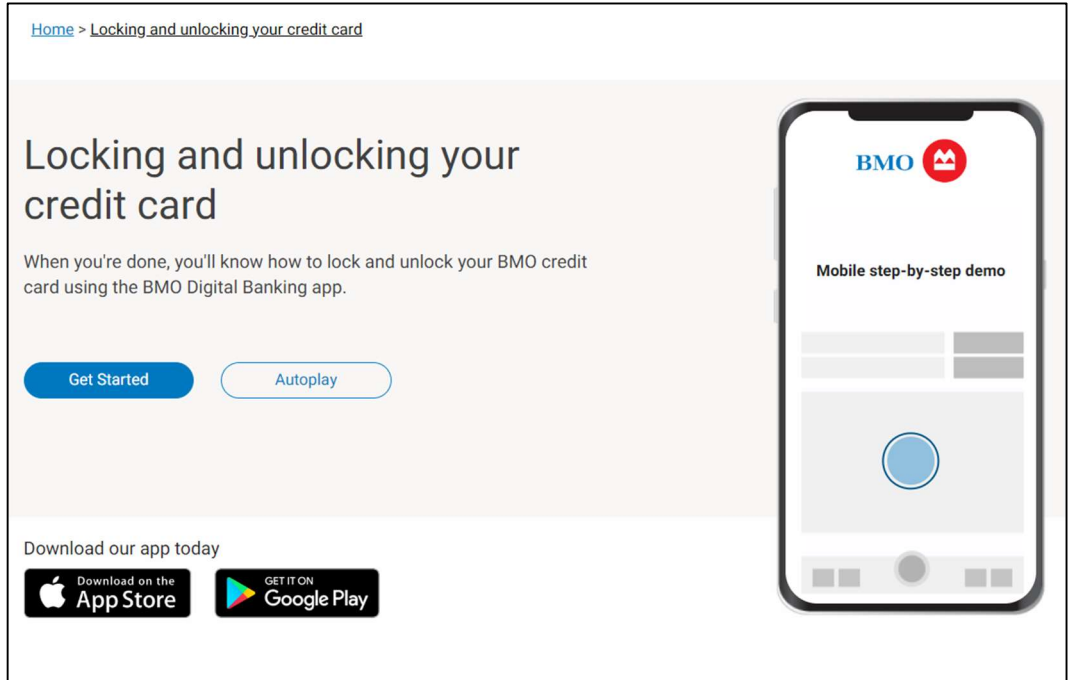 Home > Locking and unlocking your credit card
Locking and unlocking your
credit card
When you're done, you'll know how to lock and unlock your BMO credit
card using the BMO Digital Banking app.
Get Started
Autoplay
BMO
Mobile step-by-step demo
Download our app today
Download on the
App Store
GET IT ON
Google Play